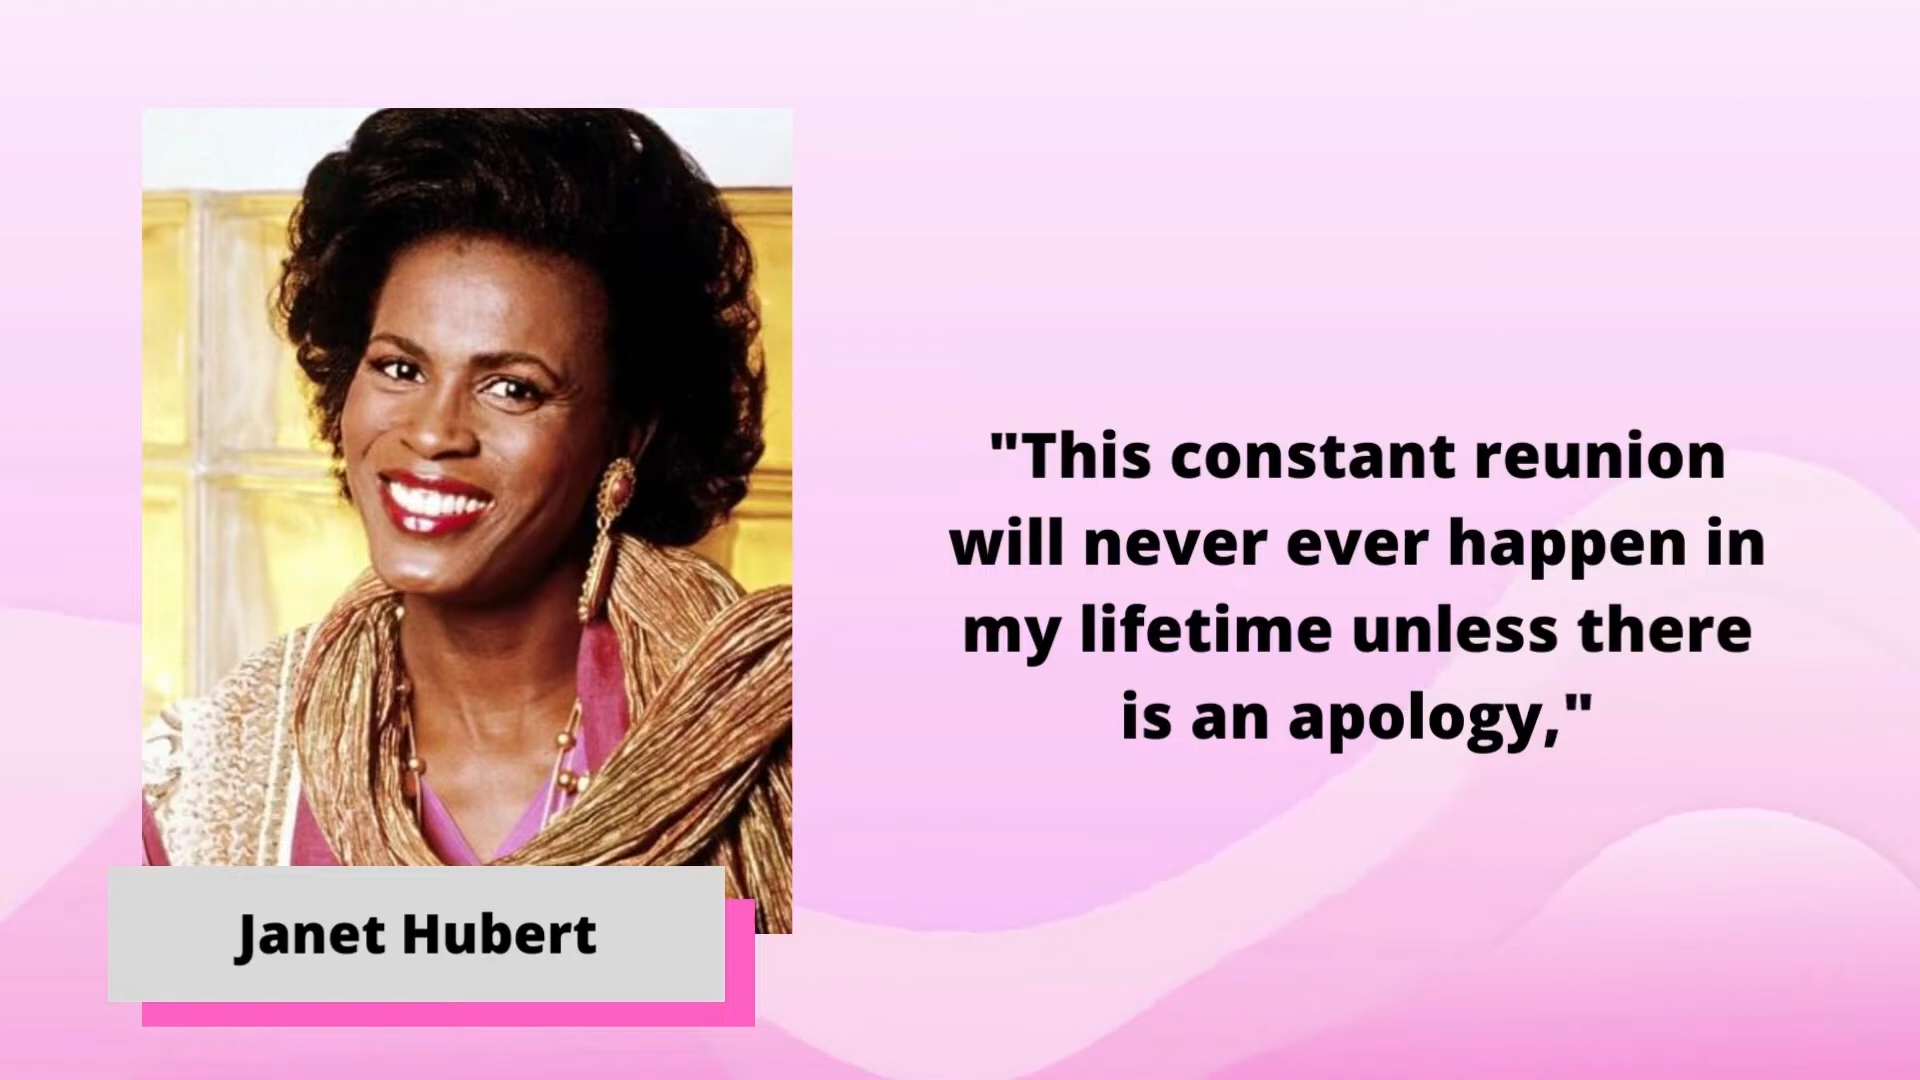 "This constant reunion
will never ever happen in
my lifetime unless there
is an apology,"
Janet Hubert